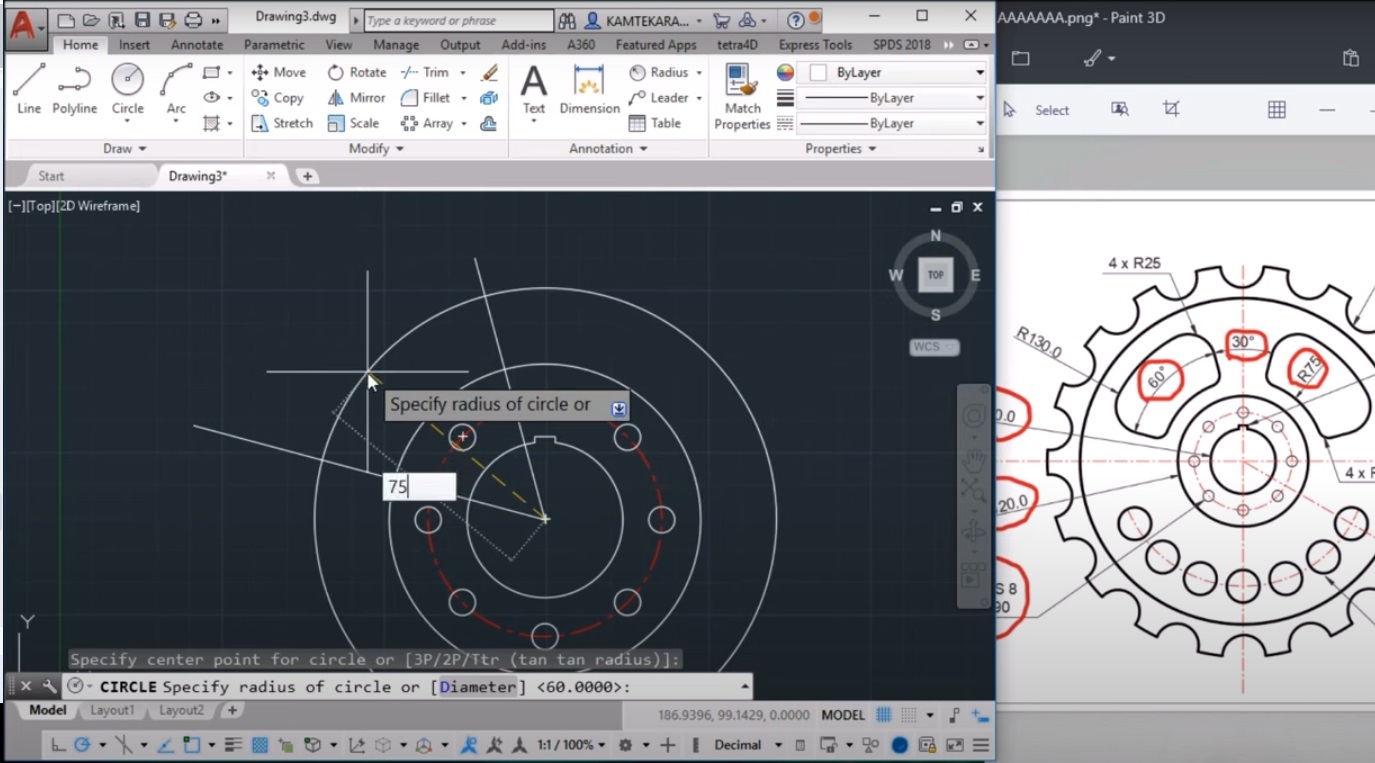 Drawing3.dwg
Type a keyword or phrase
KAMTEKARA...
AAAAAAA.png* - Paint 3D
Home Insert Annotate Parametric View Manage Output Add-ins A360 Featured Apps tetra4D Express Tools SPDS 2018
Line Polyline Circle Arc
Move Rotate Trim
Copy Mirror Fillet
Stretch Scale Array
Text Dimension
Radius
Leader
Table
Match
Properties
ByLayer
ByLayer
ByLayer
Draw Modify Annotation Properties
Select
Start Drawing3* +
[−][Top][2D Wireframe]
N
W TOP E
S
WCS
Specify radius of circle or
75
Y
Specify center point for circle or [3P/2P/Ttr (tan tan radius)]:
CIRCLE Specify radius of circle or [Diameter] <60.0000>:
Model Layout1 Layout2 +
186.9396, 99.1429, 0.0000 MODEL
1:1 / 100% Decimal
4 x R25
R130.0
30°
60°
R75
0.0
20.0
4 x R
S 8
90